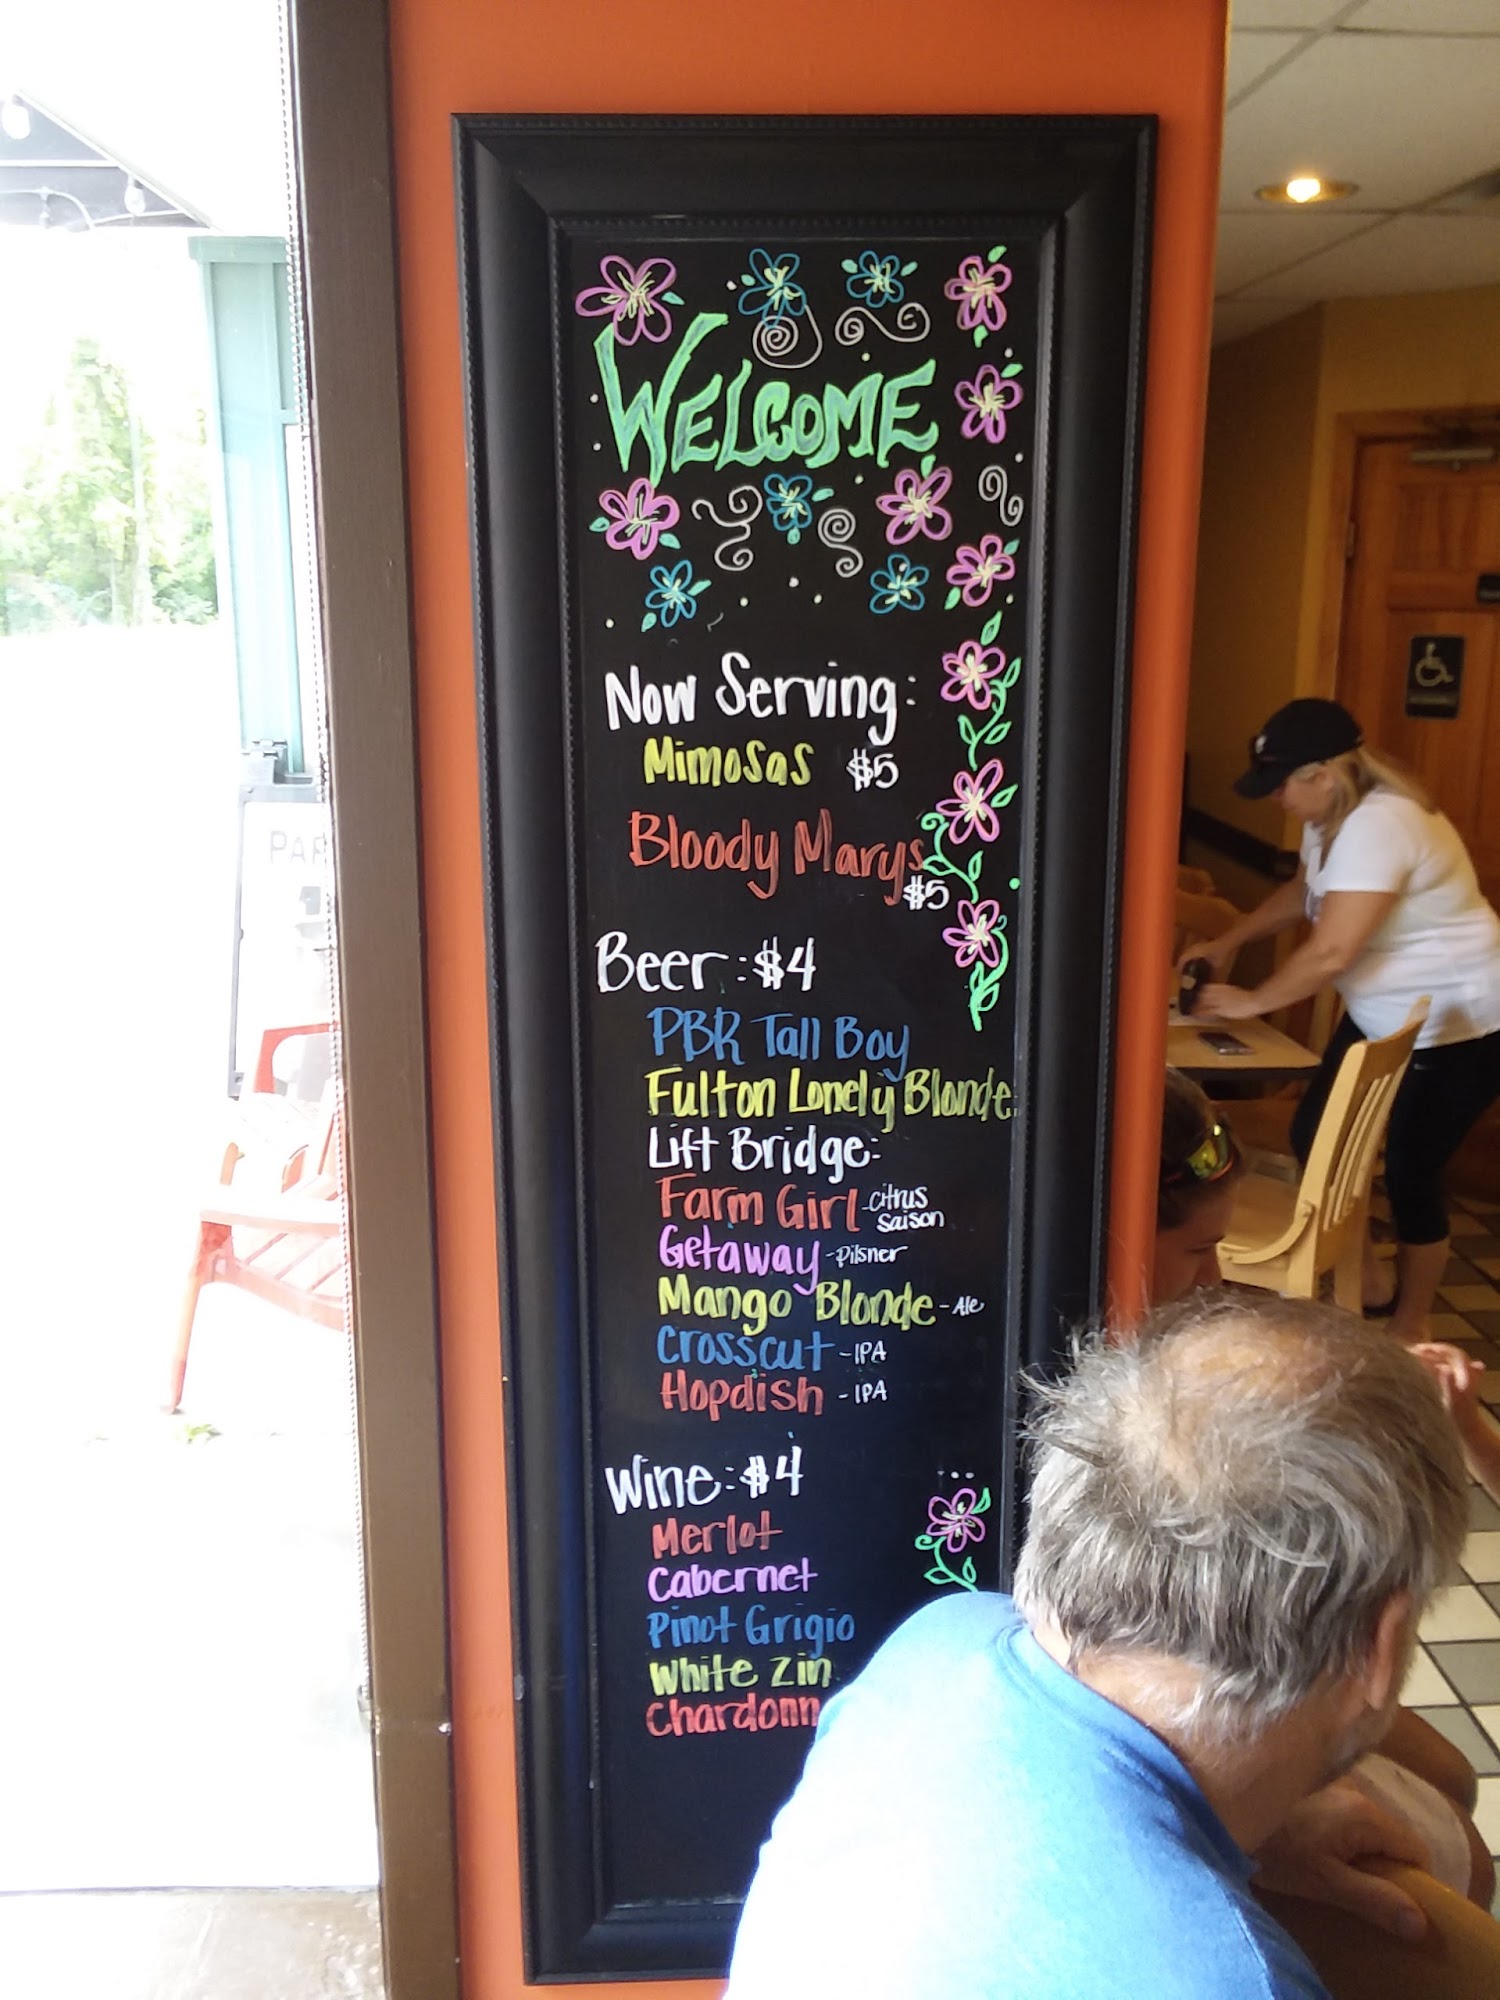 WELCOME
Now Serving:
Mimosas $5
Bloody Marys
$5
Beer: $4
PBR Tall Boy
Fulton Lonely Blonde
Lift Bridge:
Farm Girl - citrus
saison
Getaway - Pilsner
Mango Blonde - Ale
Crosscut - IPA
Hopdish - IPA
Wine: $4
Merlot
Cabernet
Pinot Grigio
White Zin
Chardonn
PAR